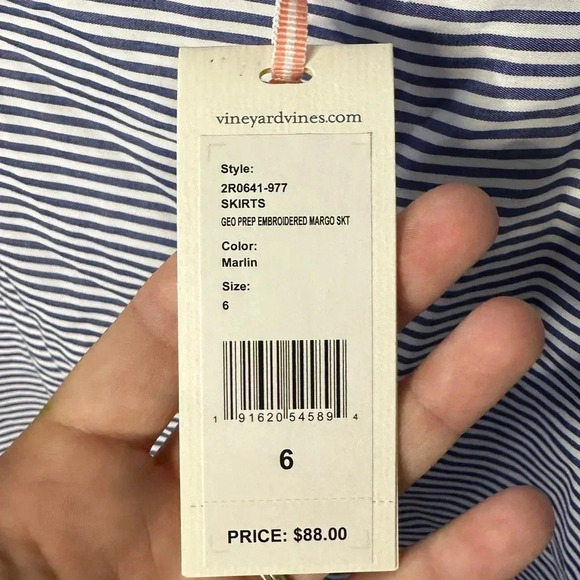 vineyardvines.com
Style:
2R0641-977
SKIRTS
GEO PREP EMBROIDERED MARGO SKT
Color:
Marlin
Size:
6
1 91620 54589 4
6
PRICE: $88.00